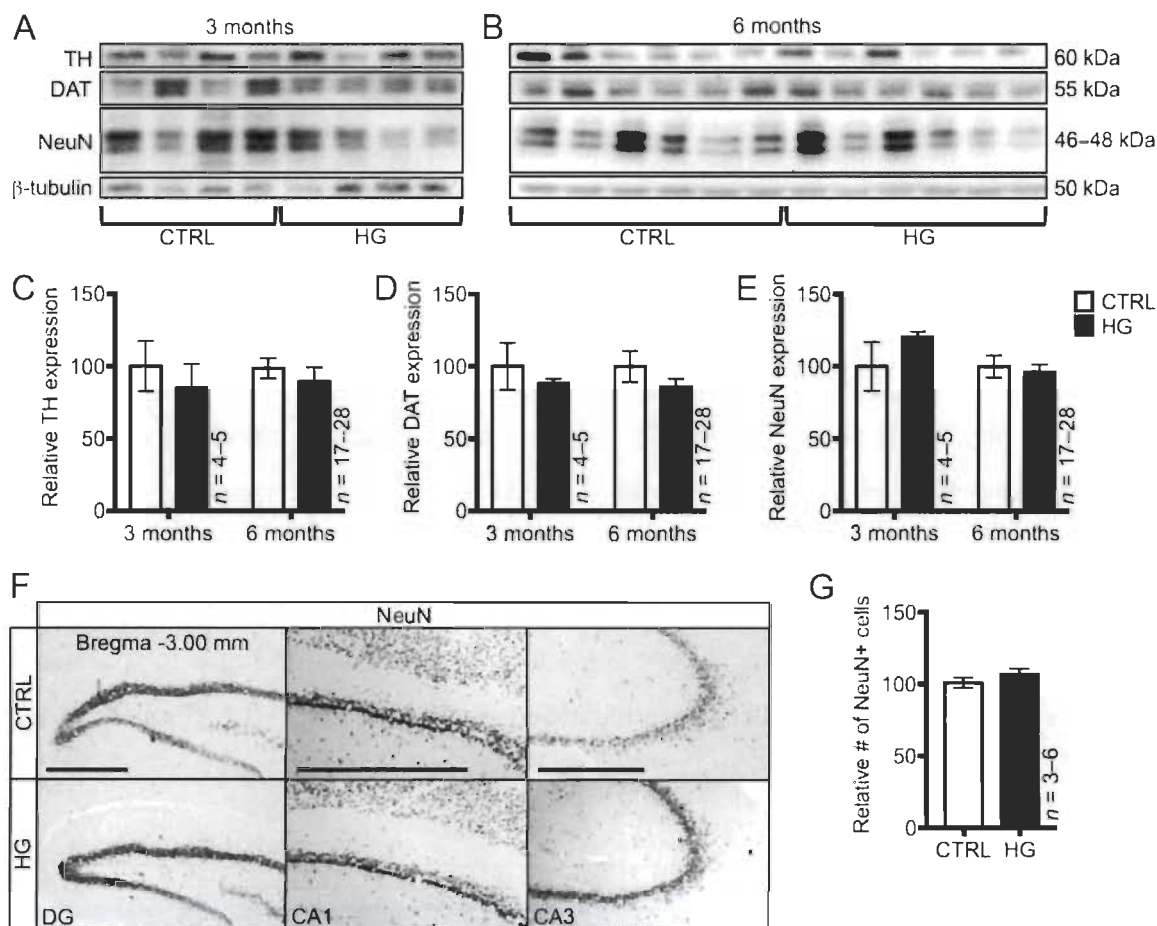 A
3 months
B
6 months
TH
60 kDa
DAT
55 kDa
NeuN
46–48 kDa
β-tubulin
50 kDa
CTRL
HG
CTRL
HG
C
Relative TH expression
150
100
50
0
n = 4–5
n = 17–28
3 months
6 months
D
Relative DAT expression
150
100
50
0
n = 4–5
n = 17–28
3 months
6 months
E
Relative NeuN expression
150
100
50
0
n = 4–5
n = 17–28
3 months
6 months
CTRL
HG
F
NeuN
CTRL
Bregma -3.00 mm
HG
DG
CA1
CA3
G
Relative # of NeuN+ cells
150
100
50
0
n = 3–6
CTRL
HG